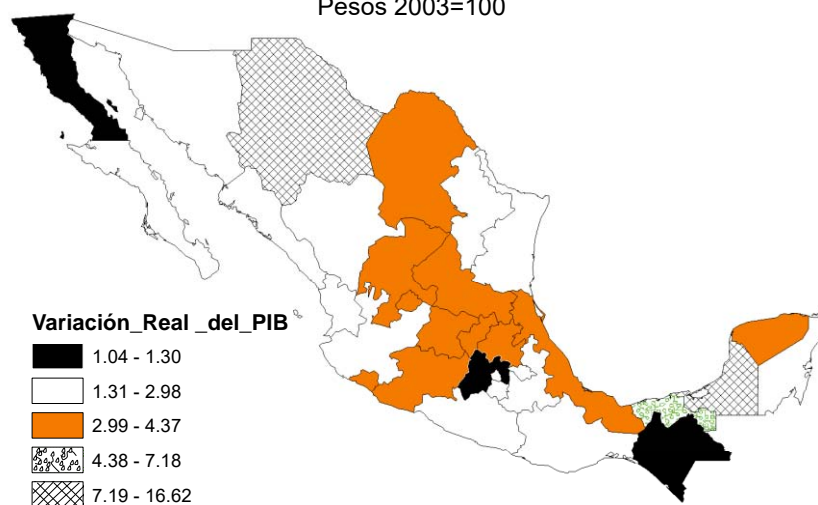 Pesos 2003=100
Variación_Real _del_PIB
1.04 - 1.30
1.31 - 2.98
2.99 - 4.37
4.38 - 7.18
7.19 - 16.62